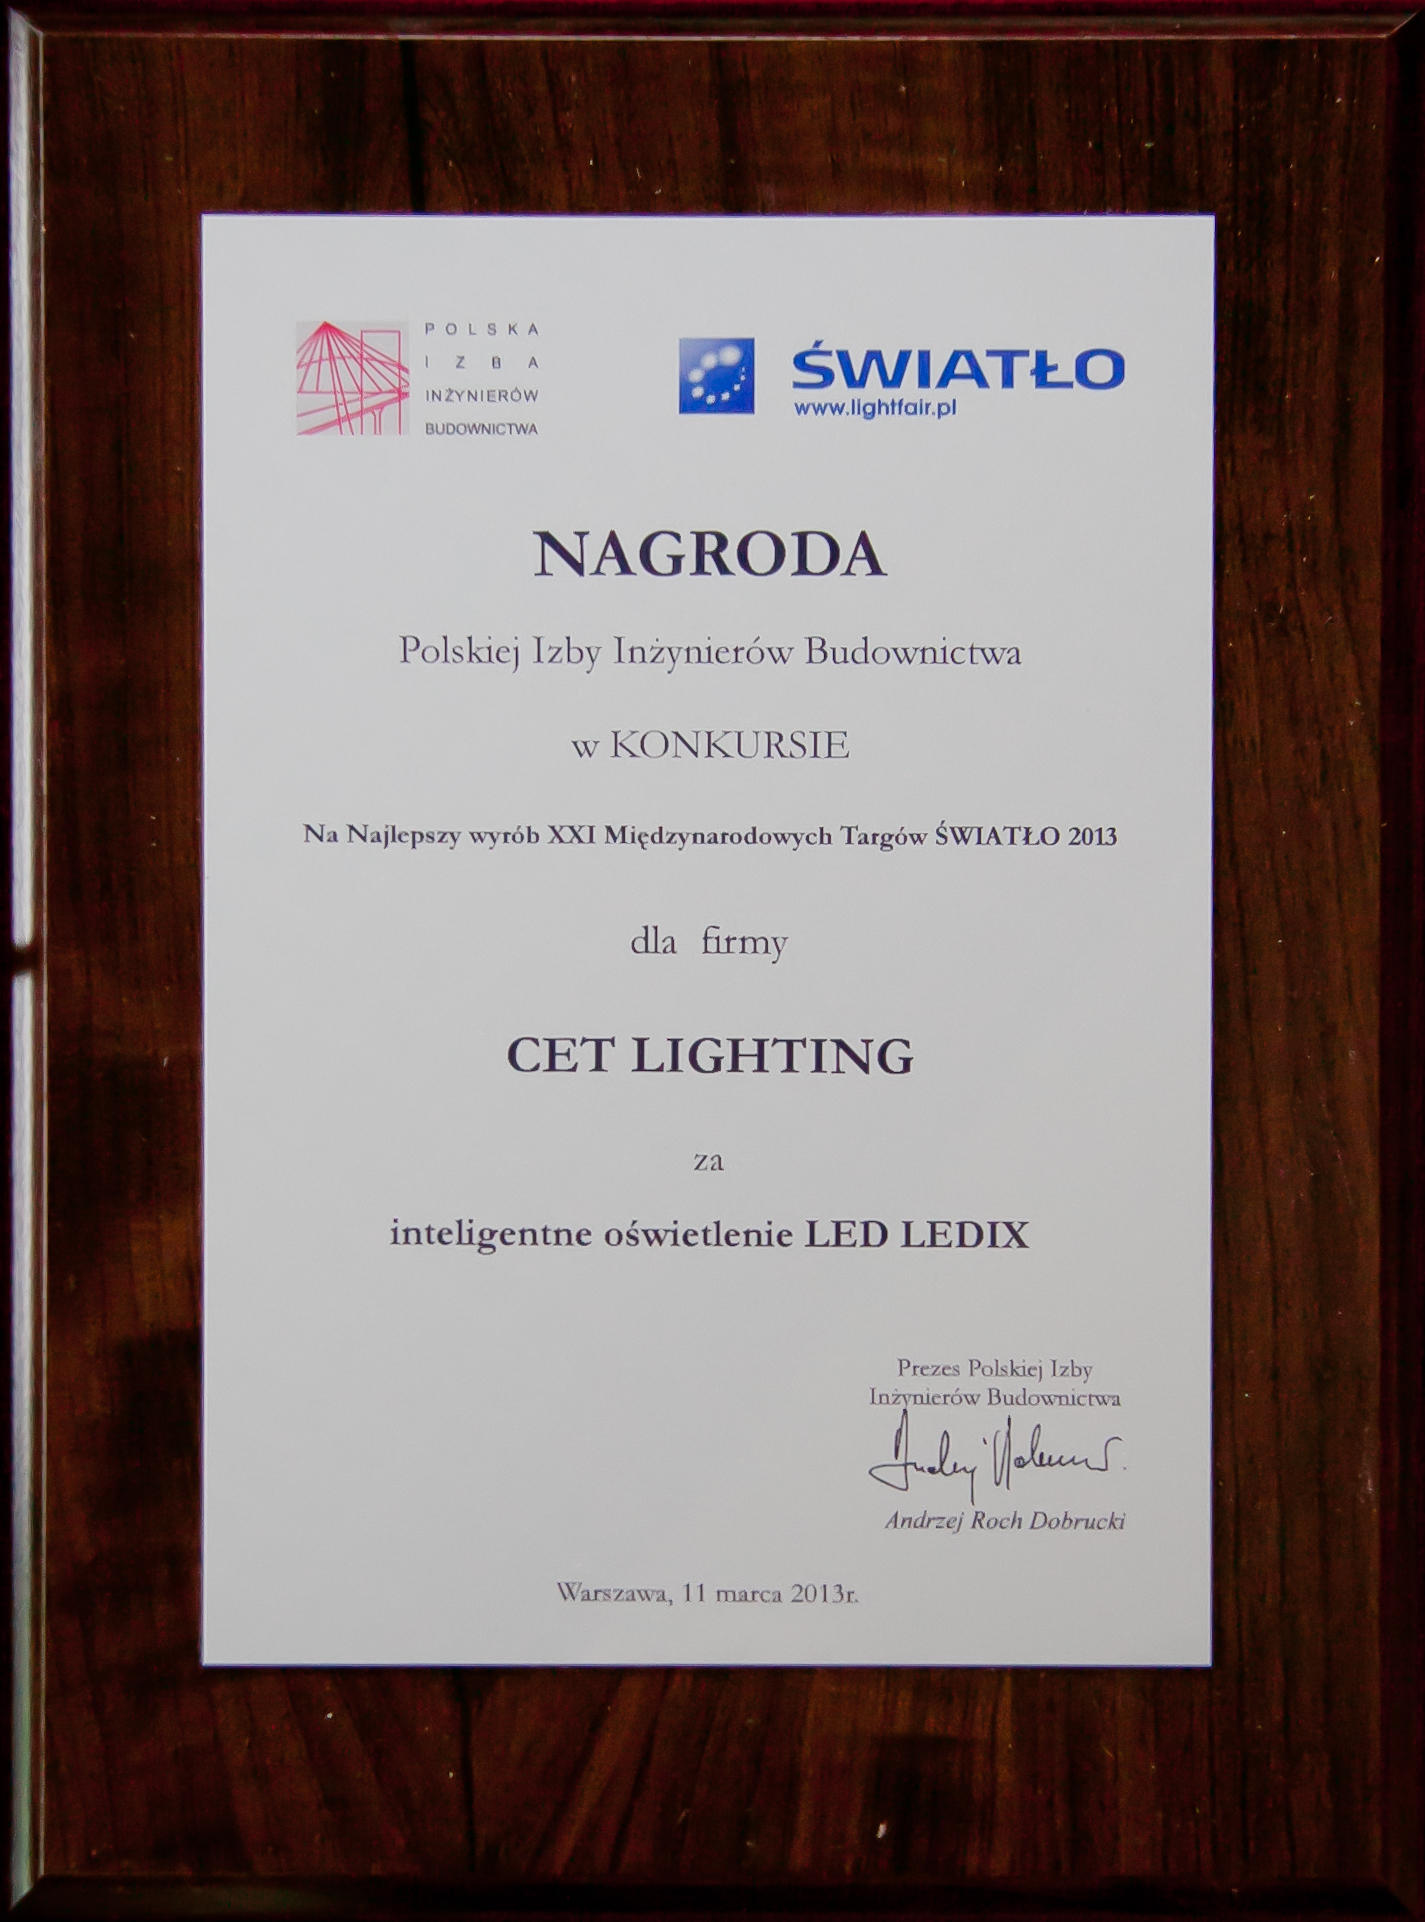 POLSKA
IZBA
INŻYNIERÓW
BUDOWNICTWA
ŚWIATŁO
www.lightfair.pl
NAGRODA
Polskiej Izby Inżynierów Budownictwa
w KONKURSIE
Na Najlepszy wyrób XXI Międzynarodowych Targów ŚWIATŁO 2013
dla firmy
CET LIGHTING
za
inteligentne oświetlenie LED LEDIX
Prezes Polskiej Izby
Inżynierów Budownictwa
Andrzej Roch Dobrucki
Warszawa, 11 marca 2013r.